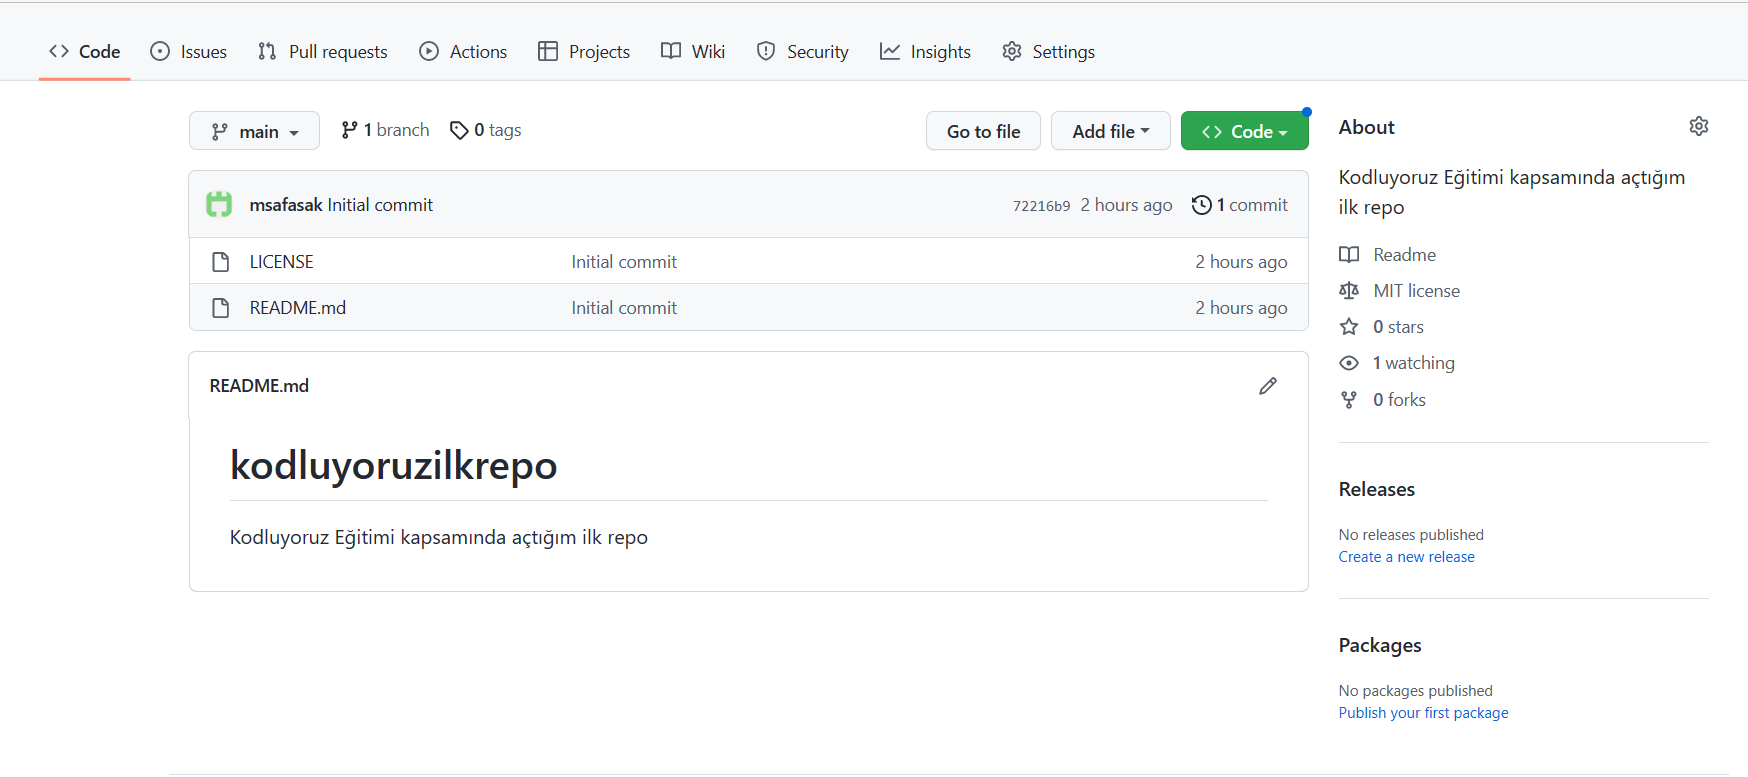 Code Issues Pull requests Actions Projects Wiki Security Insights Settings
main 1 branch 0 tags Go to file Add file Code
msafasak Initial commit 72216b9 2 hours ago 1 commit
LICENSE Initial commit 2 hours ago
README.md Initial commit 2 hours ago
README.md
kodluyoruzilkrepo
Kodluyoruz Eğitimi kapsamında açtığım ilk repo
About
Kodluyoruz Eğitimi kapsamında açtığım
ilk repo
Readme
MIT license
0 stars
1 watching
0 forks
Releases
No releases published
Create a new release
Packages
No packages published
Publish your first package